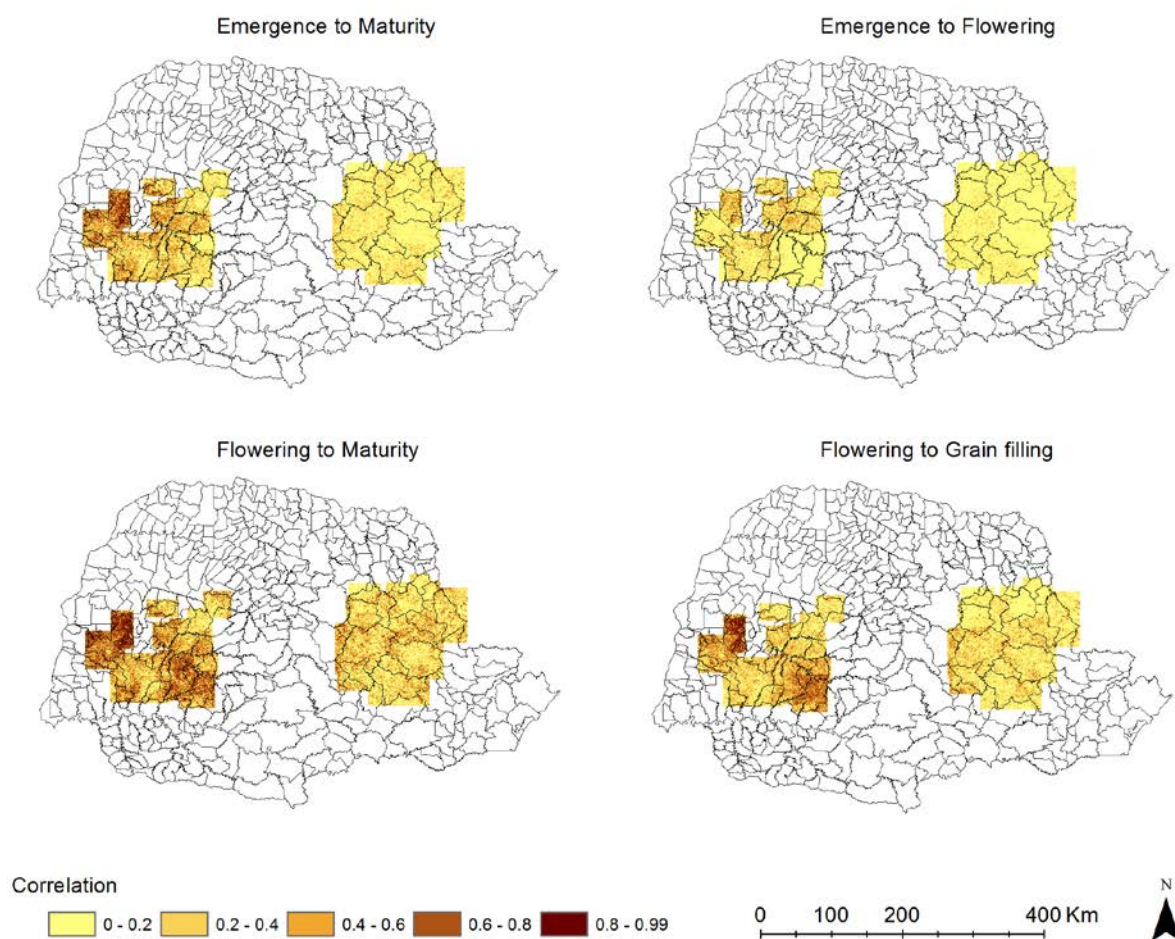 Emergence to Maturity
Emergence to Flowering
Flowering to Maturity
Flowering to Grain filling
Correlation
0 - 0.2
0.2 - 0.4
0.4 - 0.6
0.6 - 0.8
0.8 - 0.99
0 100 200 400 Km
N